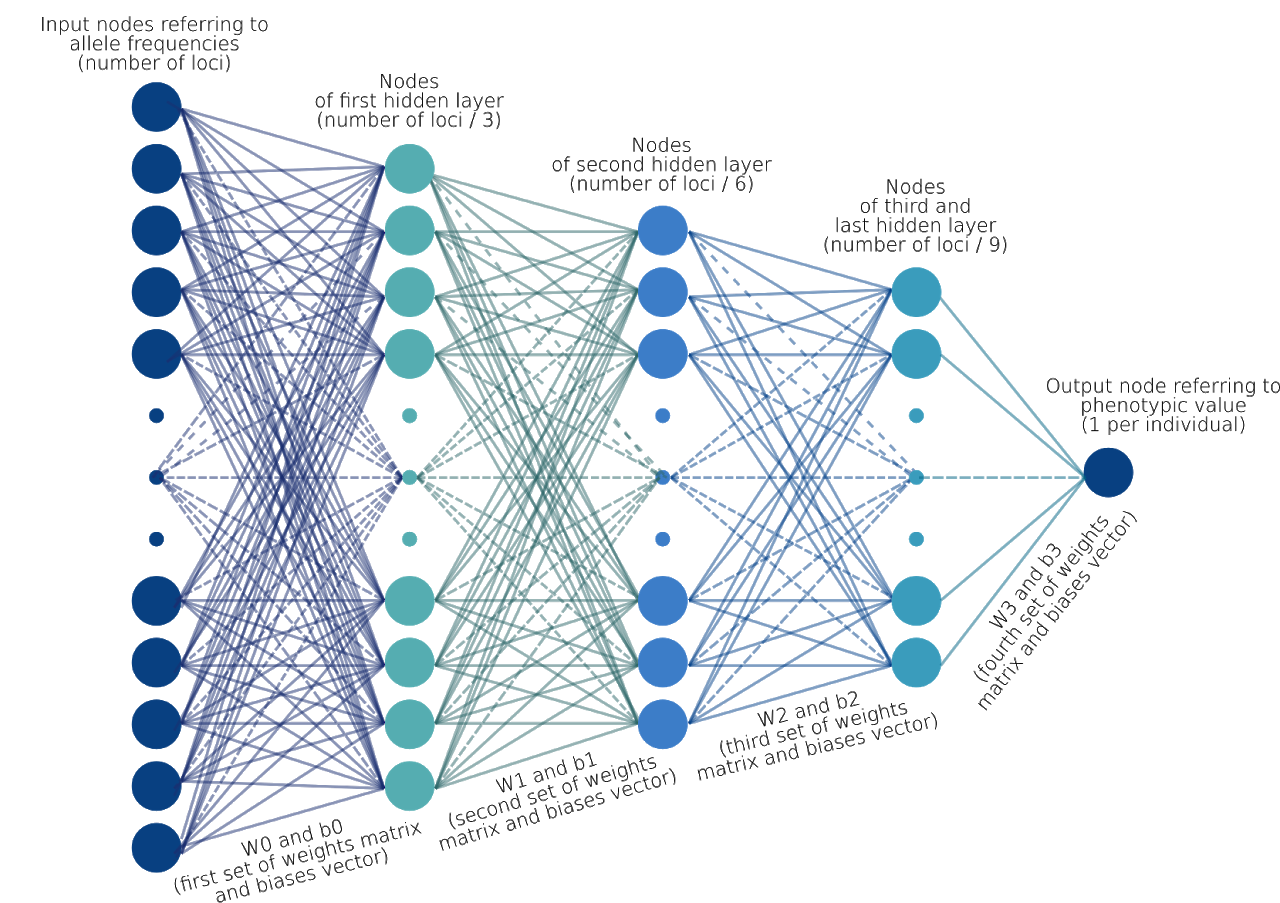 Input nodes referring to
allele frequencies
(number of loci)
Nodes
of first hidden layer
(number of loci / 3)
Nodes
of second hidden layer
(number of loci / 6)
Nodes
of third and
last hidden layer
(number of loci / 9)
Output node referring to
phenotypic value
(1 per individual)
W0 and b0
(first set of weights matrix
and biases vector)
W1 and b1
(second set of weights
matrix and biases vector)
W2 and b2
(third set of weights
matrix and biases vector)
W3 and b3
(fourth set of weights
matrix and biases vector)